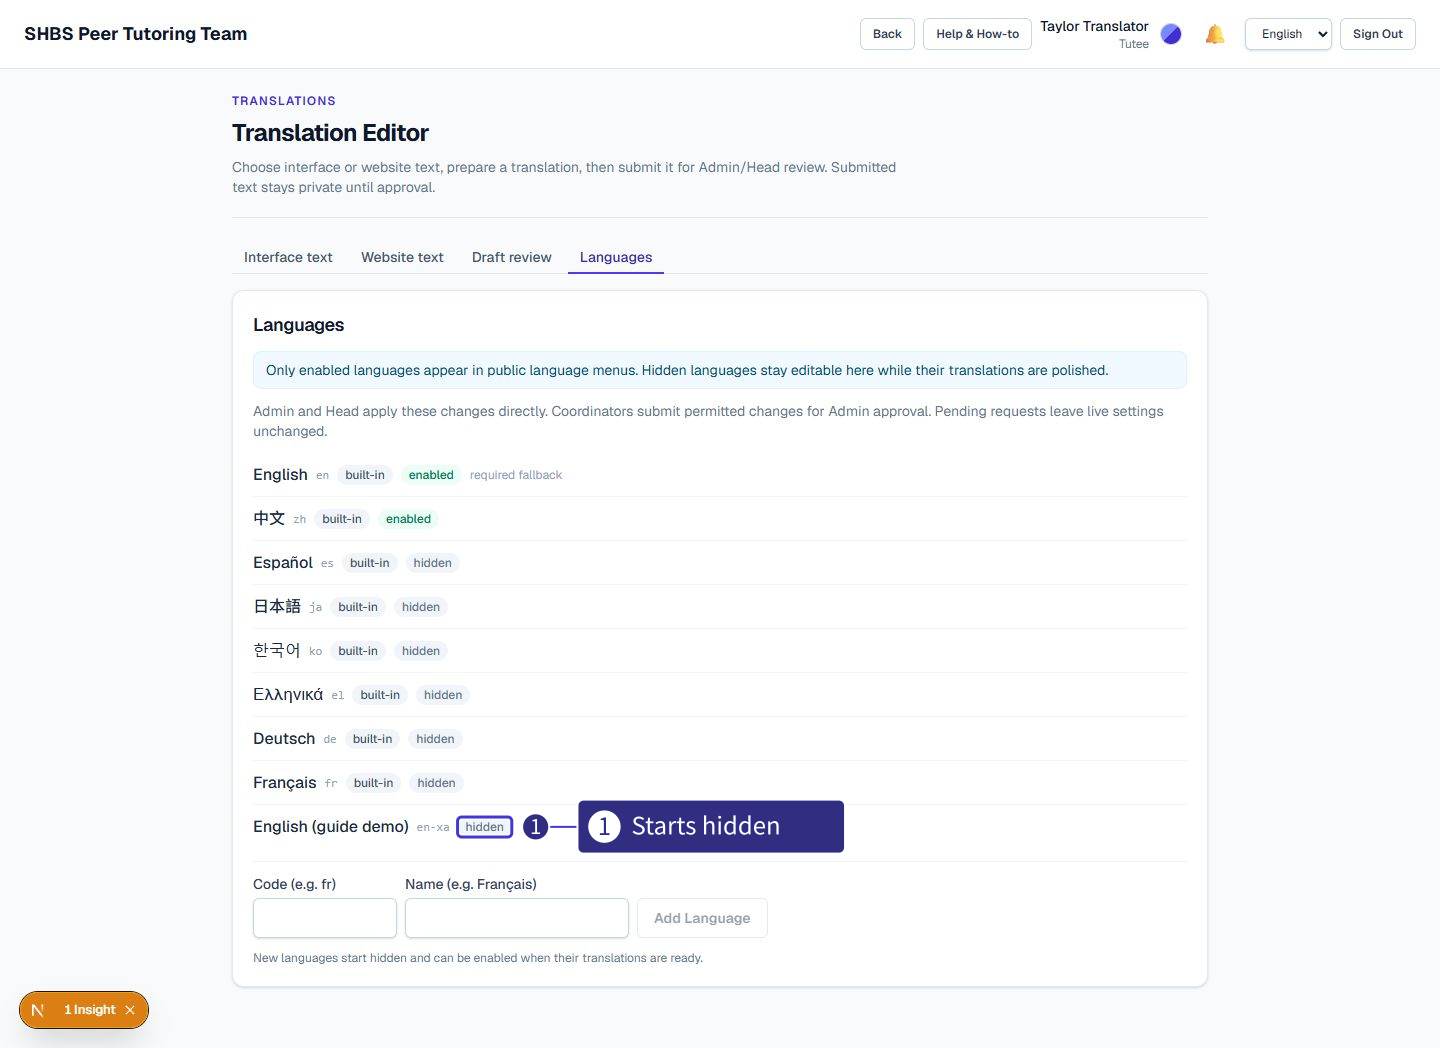 SHBS Peer Tutoring Team
Back
Help & How-to
Taylor Translator
Tutee
English
Sign Out
TRANSLATIONS
Translation Editor
Choose interface or website text, prepare a translation, then submit it for Admin/Head review. Submitted
text stays private until approval.
Interface text
Website text
Draft review
Languages
Languages
Only enabled languages appear in public language menus. Hidden languages stay editable here while their translations are polished.
Admin and Head apply these changes directly. Coordinators submit permitted changes for Admin approval. Pending requests leave live settings
unchanged.
English en built-in enabled required fallback
中文 zh built-in enabled
Español es built-in hidden
日本語 ja built-in hidden
한국어 ko built-in hidden
Ελληνικά el built-in hidden
Deutsch de built-in hidden
Français fr built-in hidden
English (guide demo) en-xa hidden 1 1 Starts hidden
Code (e.g. fr)
Name (e.g. Français)
Add Language
New languages start hidden and can be enabled when their translations are ready.
N 1 Insight